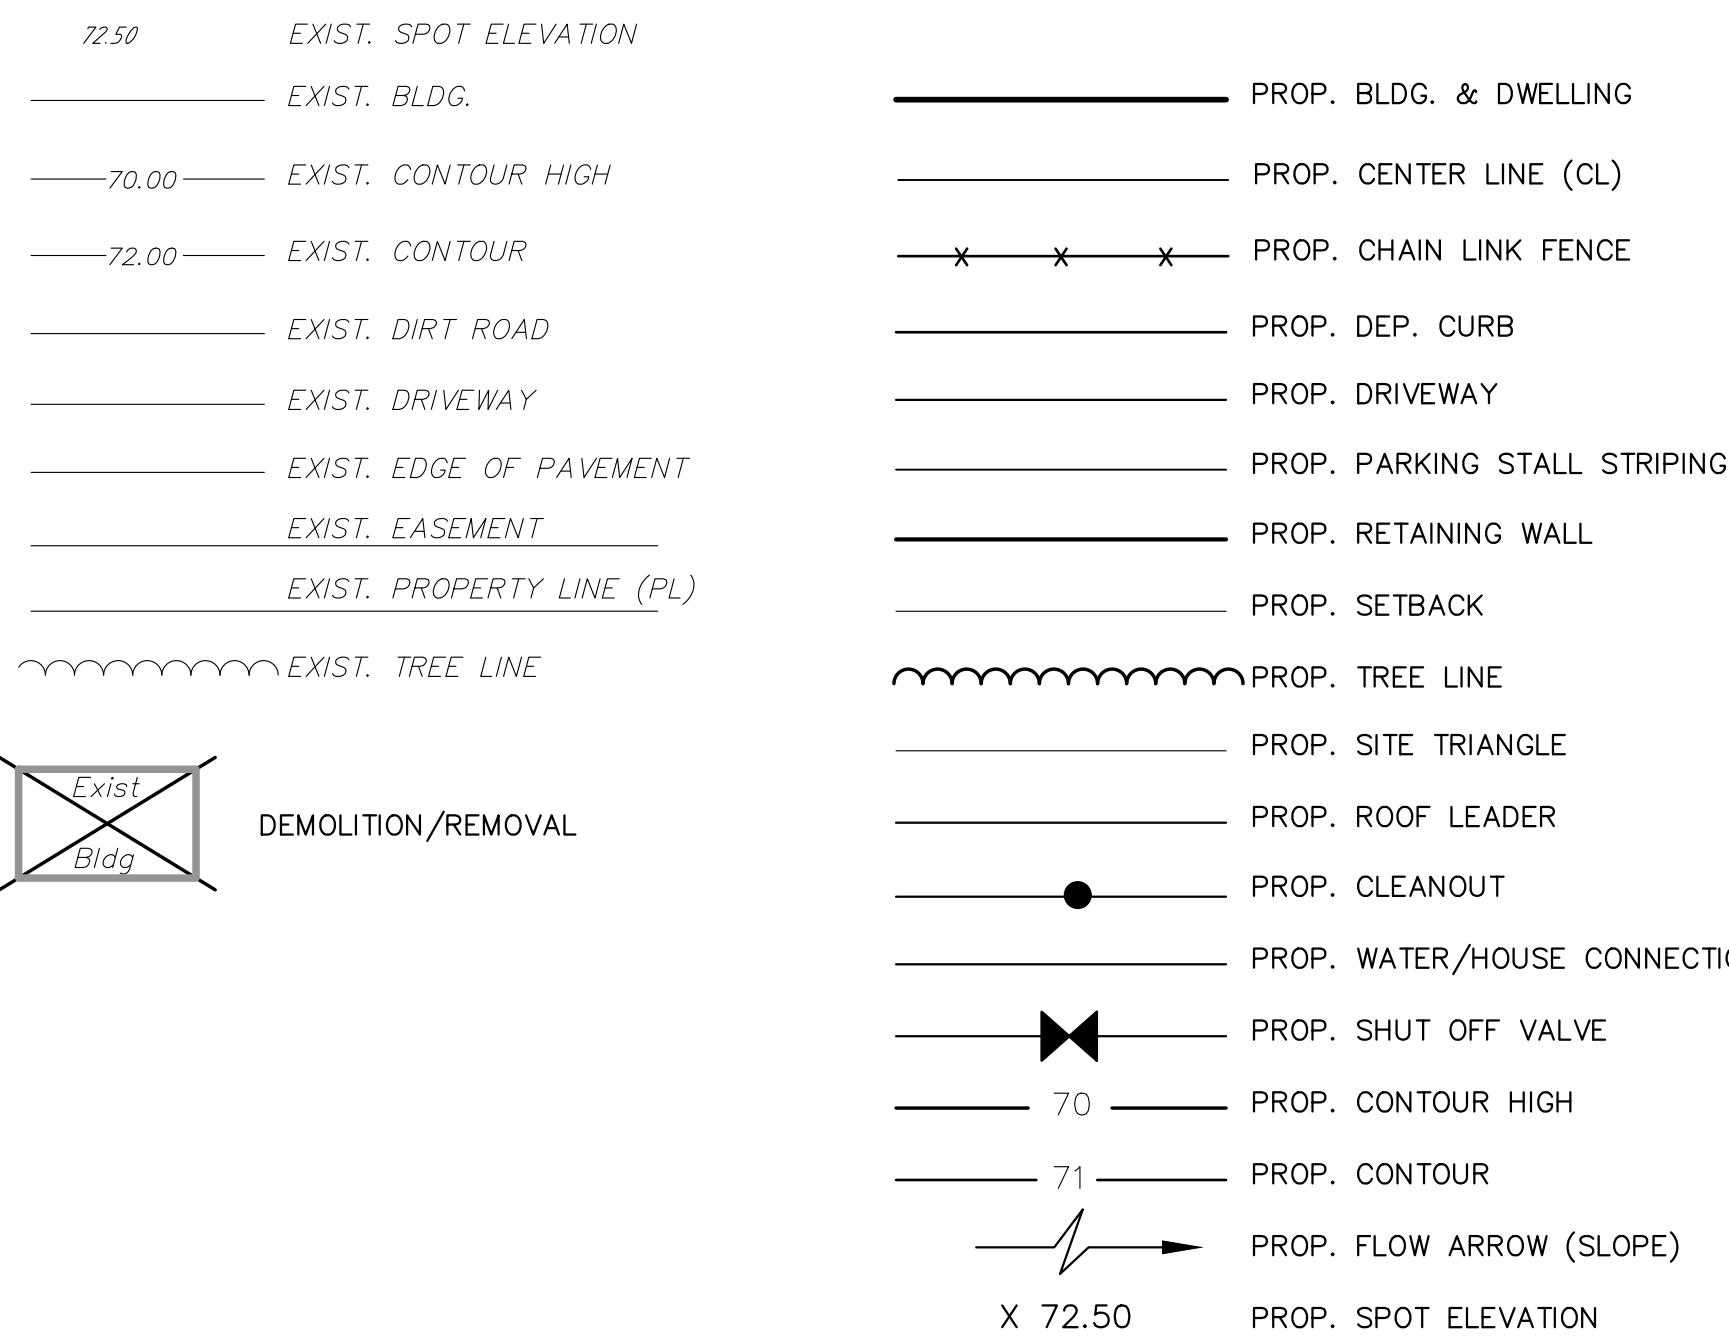 72.50 EXIST. SPOT ELEVATION
EXIST. BLDG.
70.00 EXIST. CONTOUR HIGH
72.00 EXIST. CONTOUR
EXIST. DIRT ROAD
EXIST. DRIVEWAY
EXIST. EDGE OF PAVEMENT
EXIST. EASEMENT
EXIST. PROPERTY LINE (PL)
EXIST. TREE LINE
Exist
Bldg
DEMOLITION/REMOVAL
PROP. BLDG. & DWELLING
PROP. CENTER LINE (CL)
PROP. CHAIN LINK FENCE
PROP. DEP. CURB
PROP. DRIVEWAY
PROP. PARKING STALL STRIPING
PROP. RETAINING WALL
PROP. SETBACK
PROP. TREE LINE
PROP. SITE TRIANGLE
PROP. ROOF LEADER
PROP. CLEANOUT
PROP. WATER/HOUSE
PROP. SHUT OFF VALVE
70 PROP. CONTOUR HIGH
71 PROP. CONTOUR
PROP. FLOW ARROW (SLOPE)
X 72.50 PROP. SPOT ELEVATION